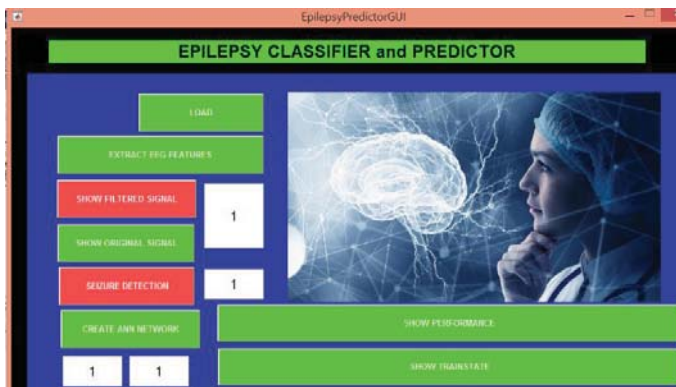 EpilepsyPredictorGUI
EPILEPSY CLASSIFIER and PREDICTOR
LOAD
EXTRACT EEG FEATURES
SHOW FILTERED SIGNAL
1
SHOW ORIGINAL SIGNAL
SEIZURE DETECTION
1
CREATE ANN NETWORK
SHOW PERFORMANCE
1
1
SHOW TRAINSTATE